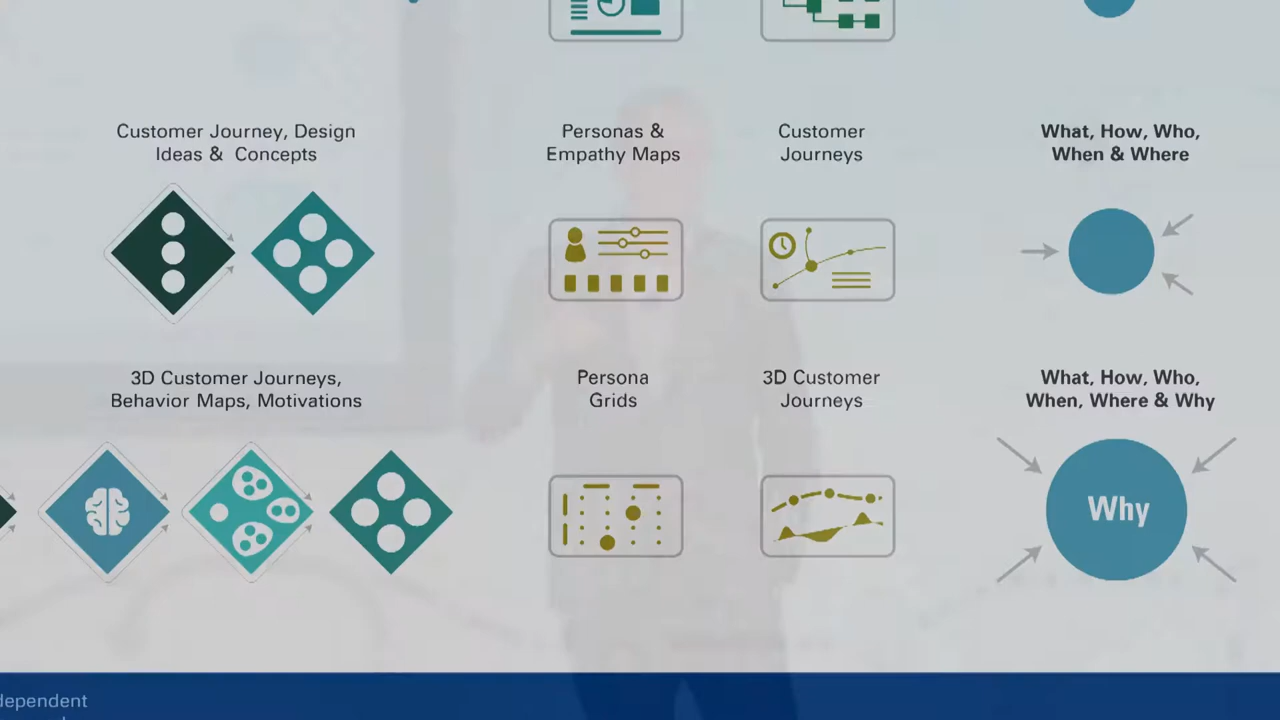 Customer Journey, Design
Ideas & Concepts
Personas &
Empathy Maps
Customer
Journeys
What, How, Who,
When & Where
3D Customer Journeys,
Behavior Maps, Motivations
Persona
Grids
3D Customer
Journeys
What, How, Who,
When, Where & Why
Why
dependent